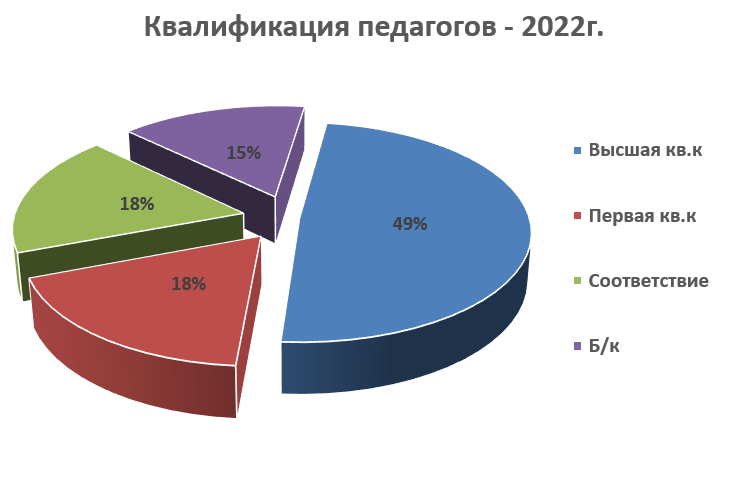 Квалификация педагогов - 2022г.
15%
49%
18%
18%
Высшая кв.к
Первая кв.к
Соответствие
Б/к